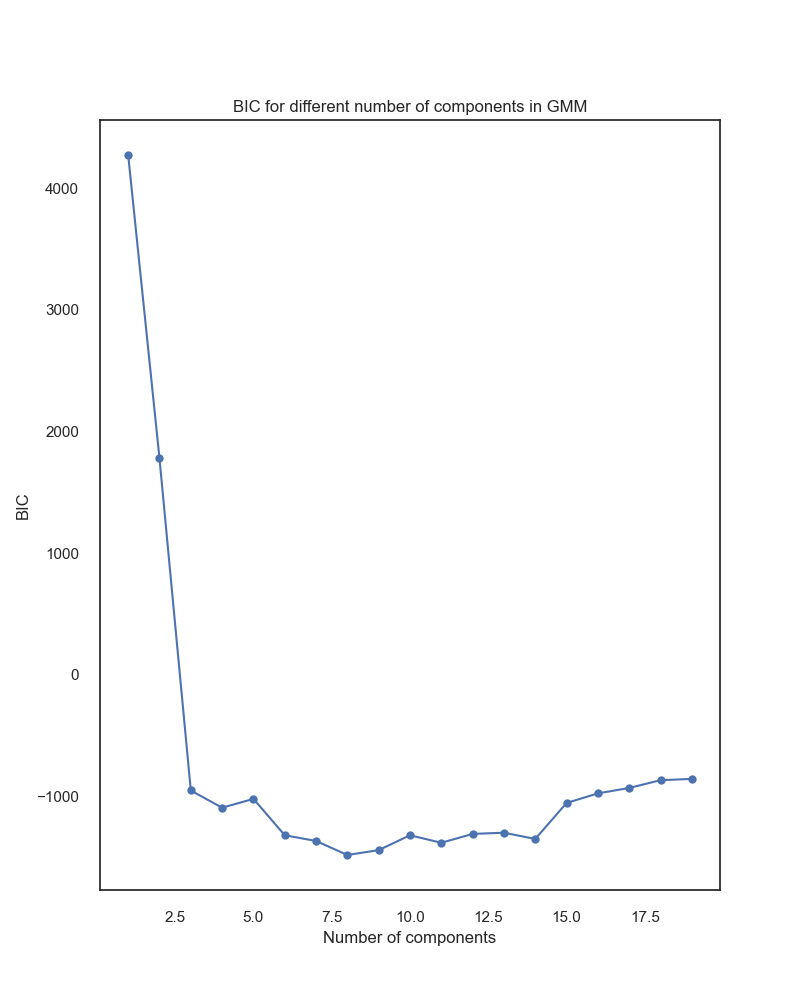 BIC for different number of components in GMM
4000
3000
2000
1000
0
−1000
BIC
2.5 5.0 7.5 10.0 12.5 15.0 17.5
Number of components